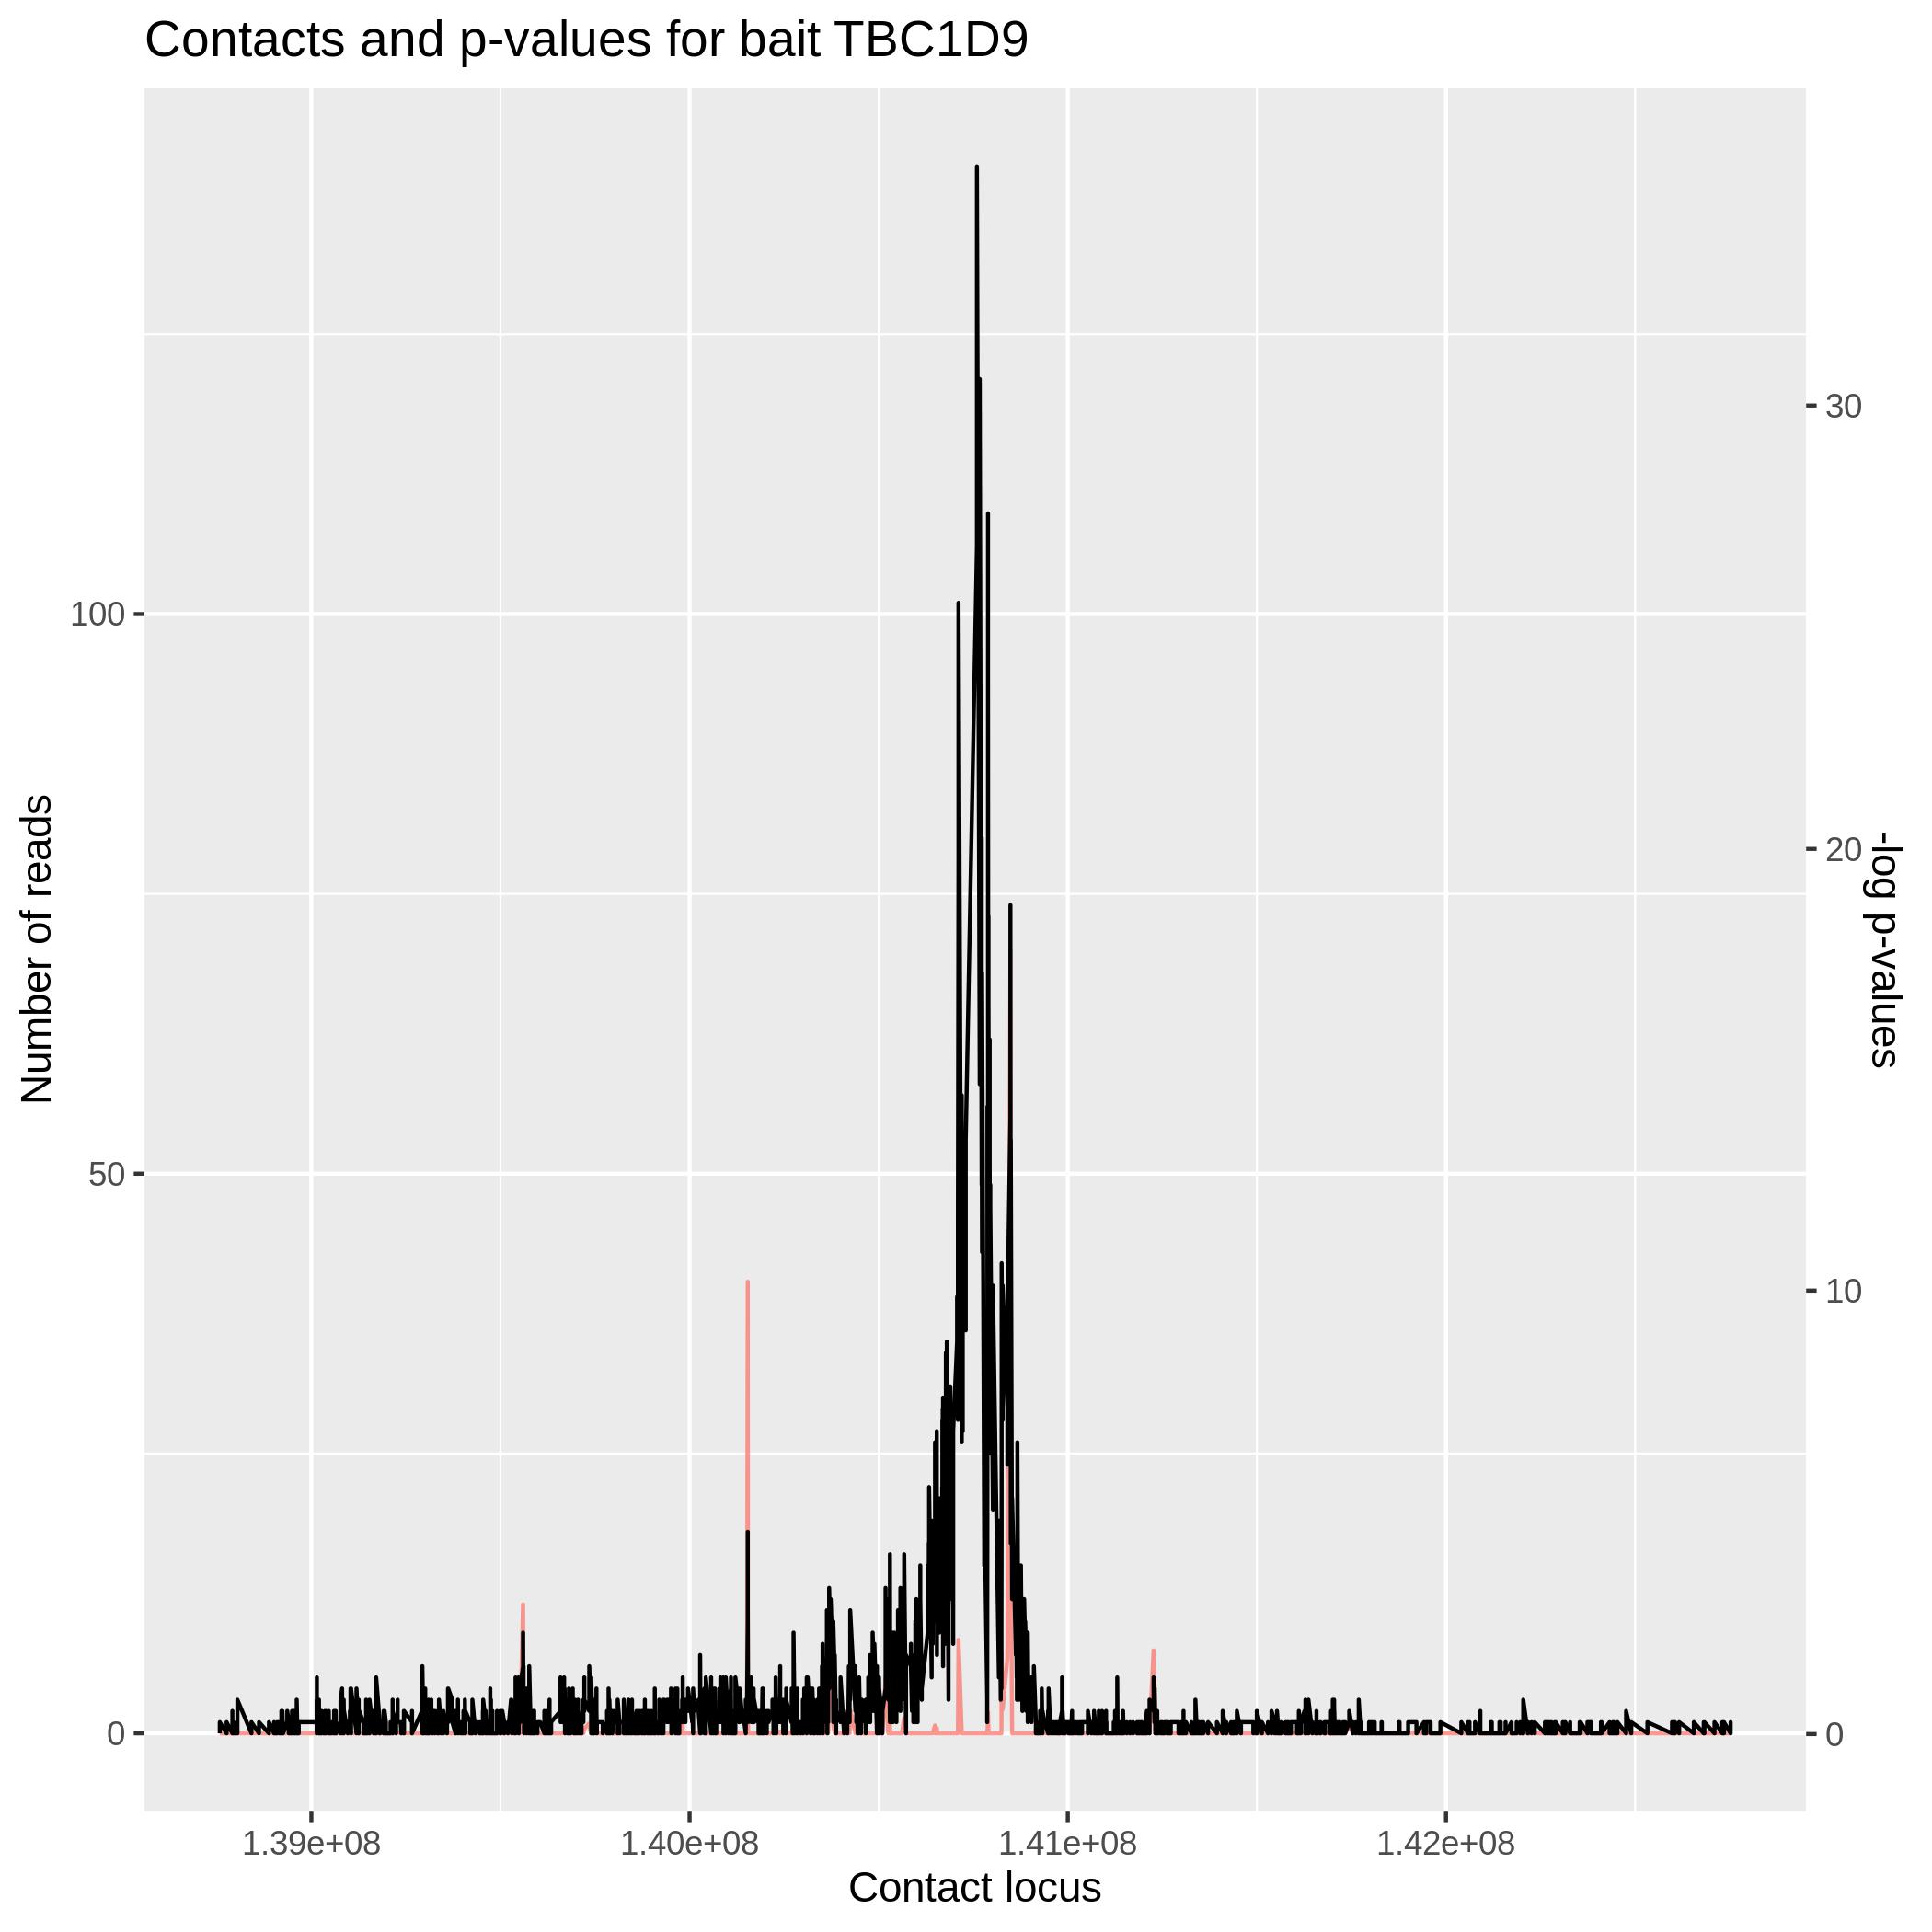 Contacts and p-values for bait TBC1D9
Number of reads
100
50
0
30
20
10
0
-log p-values
1.39e+08 1.40e+08 1.41e+08 1.42e+08
Contact locus